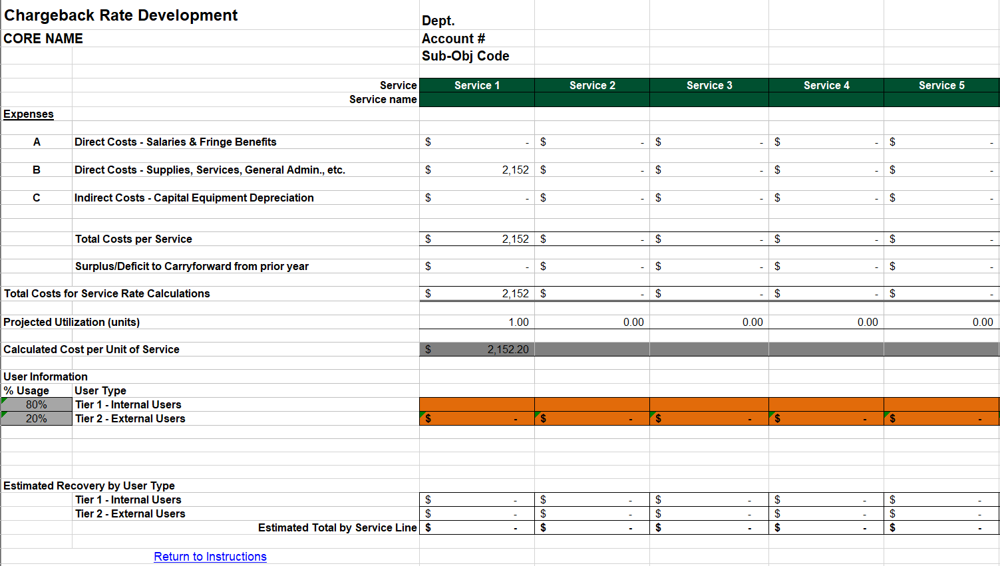 Chargeback Rate Development
Dept.
CORE NAME Account #
Sub-Obj Code
Service Service 1 Service 2 Service 3 Service 4 Service 5
Service name
Expenses
A Direct Costs - Salaries & Fringe Benefits $ - $ - $ - $ - $ -
B Direct Costs - Supplies, Services, General Admin., etc. $ 2,152 $ - $ - $ - $ -
C Indirect Costs - Capital Equipment Depreciation $ - $ - $ - $ - $ -
Total Costs per Service $ 2,152 $ - $ - $ - $ -
Surplus/Deficit to Carryforward from prior year $ - $ - $ - $ - $ -
Total Costs for Service Rate Calculations $ 2,152 $ - $ - $ - $ -
Projected Utilization (units) 1.00 0.00 0.00 0.00 0.00
Calculated Cost per Unit of Service $ 2,152.20
User Information
% Usage User Type
80% Tier 1 - Internal Users
20% Tier 2 - External Users $ - $ - $ - $ - $ -
Estimated Recovery by User Type
Tier 1 - Internal Users $ - $ - $ - $ - $ -
Tier 2 - External Users $ - $ - $ - $ - $ -
Estimated Total by Service Line $ - $ - $ - $ - $ -
Return to Instructions